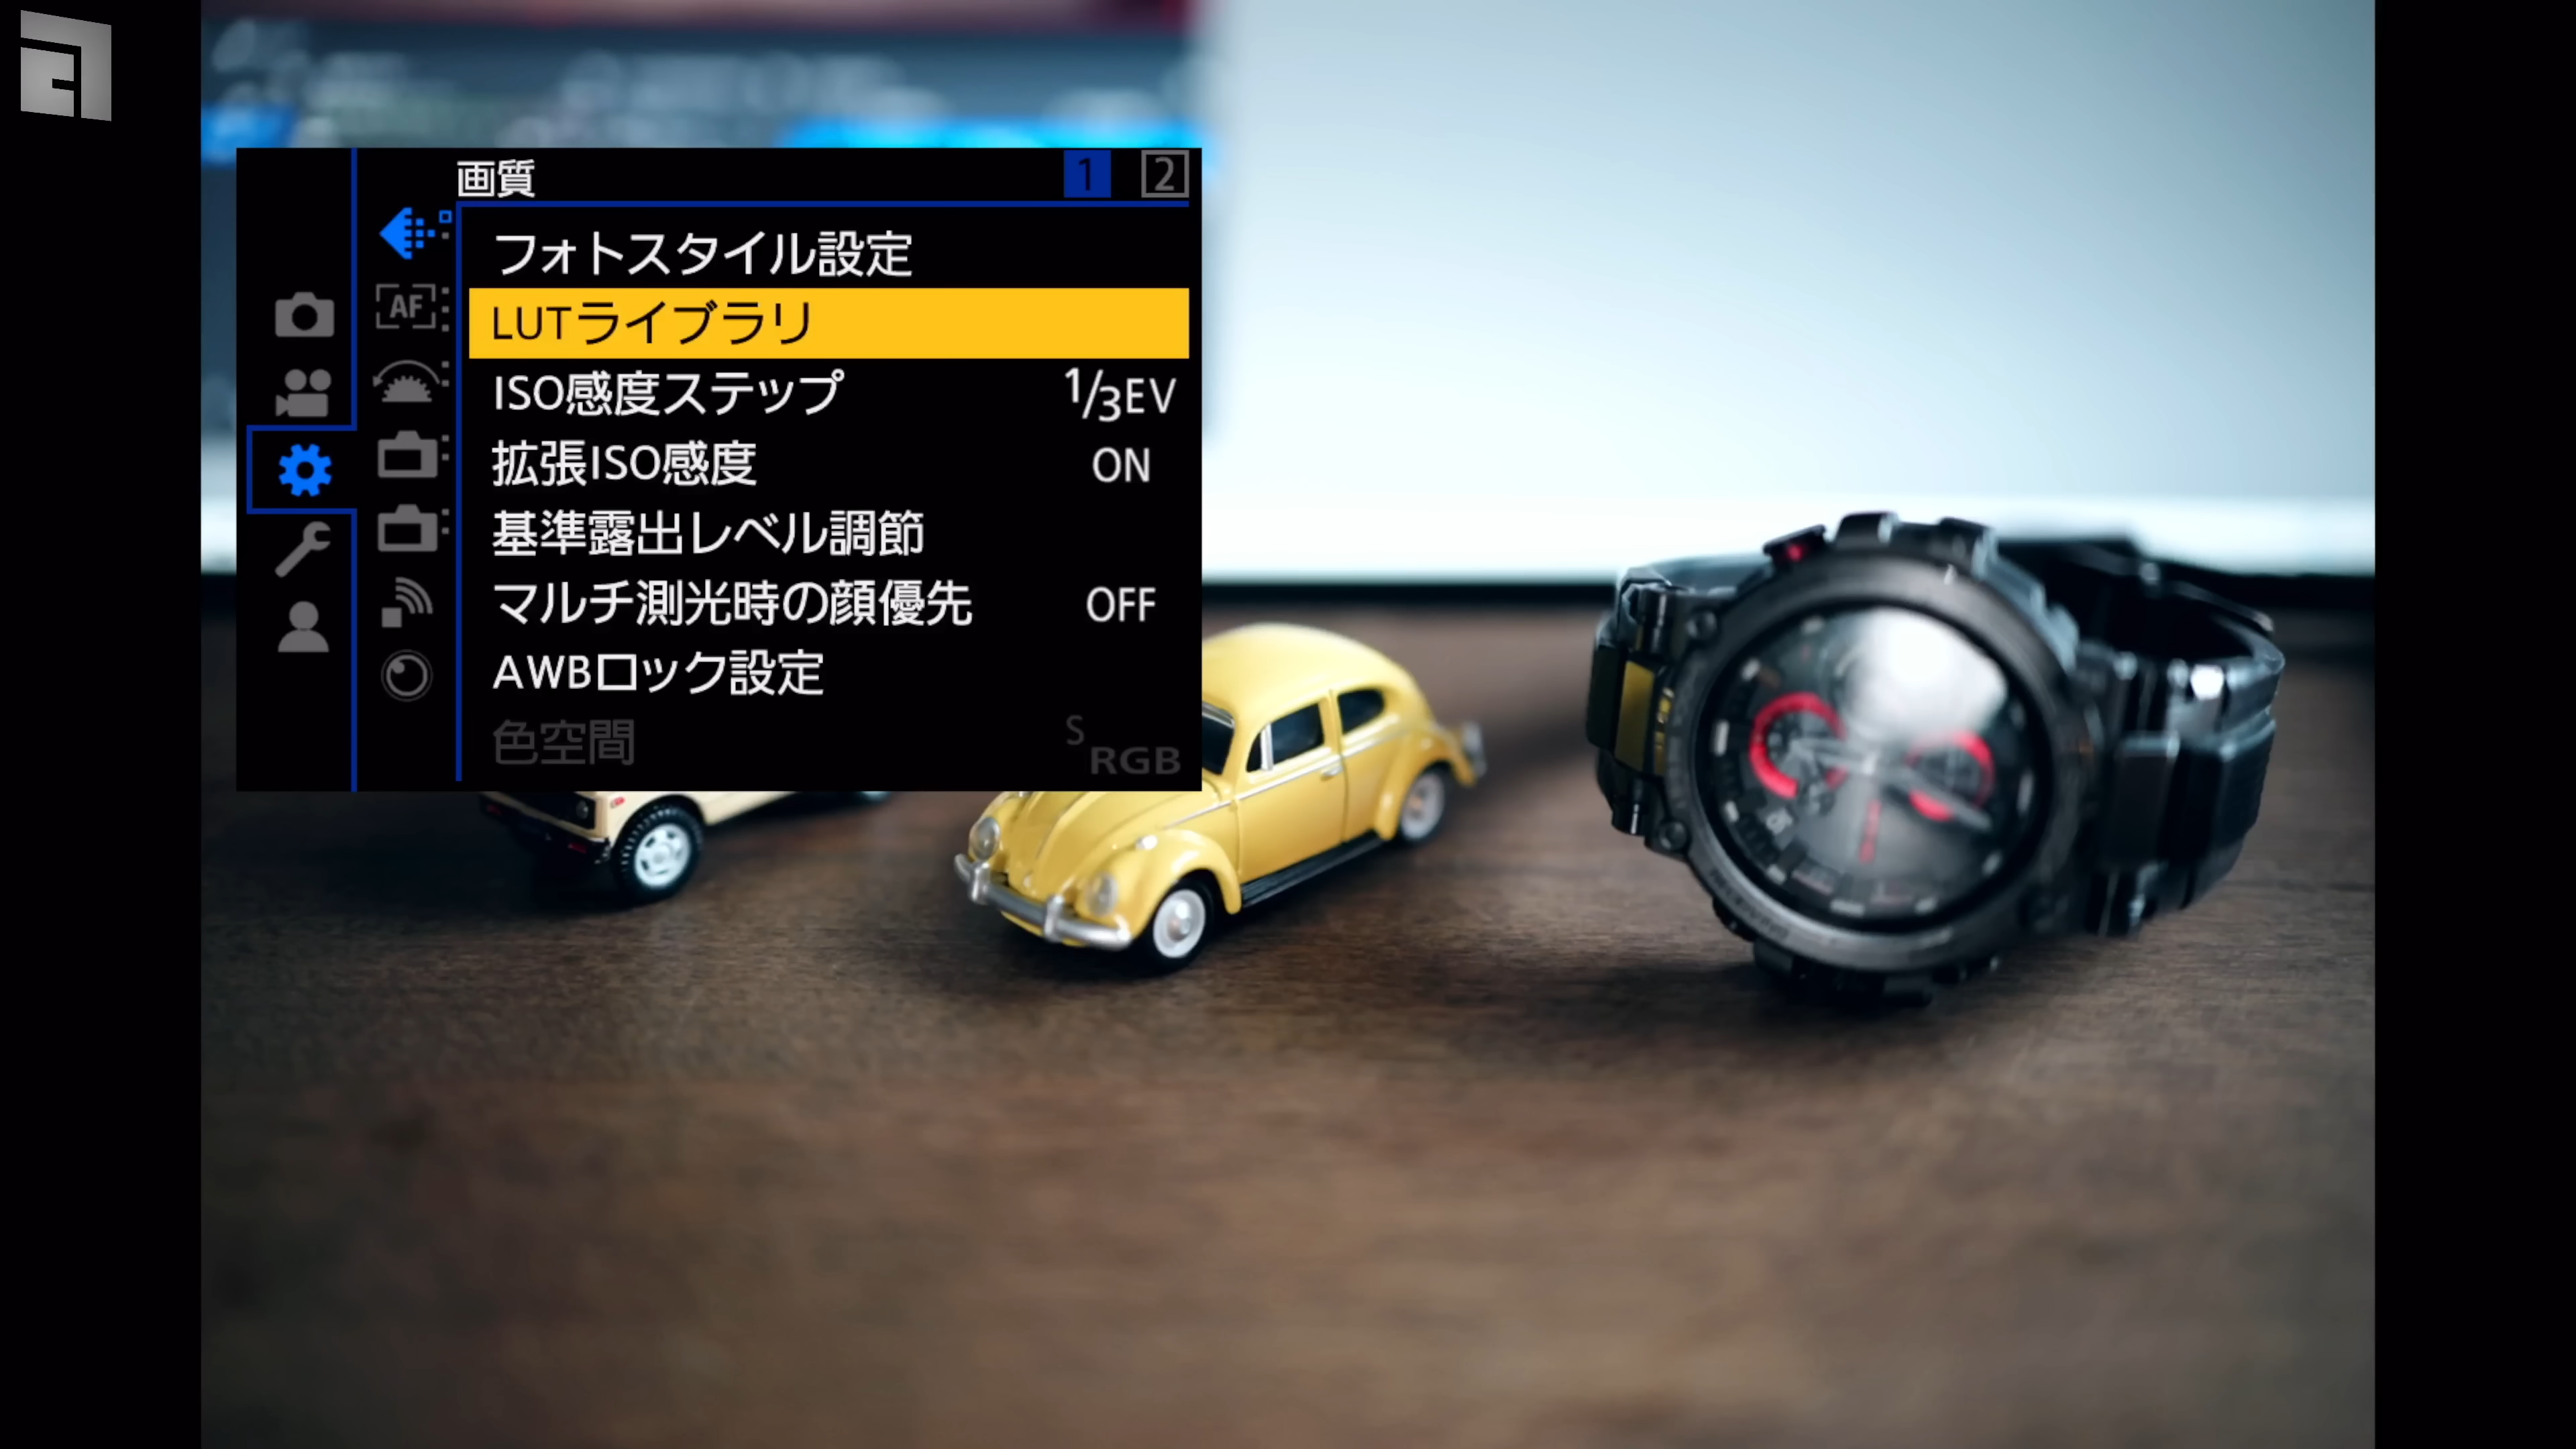 画質 1 2
フォトスタイル設定
AF
LUTライブラリ
ISO感度ステップ 1/3EV
拡張ISO感度 ON
基準露出レベル調節
マルチ測光時の顔優先 OFF
AWBロック設定
色空間 sRGB